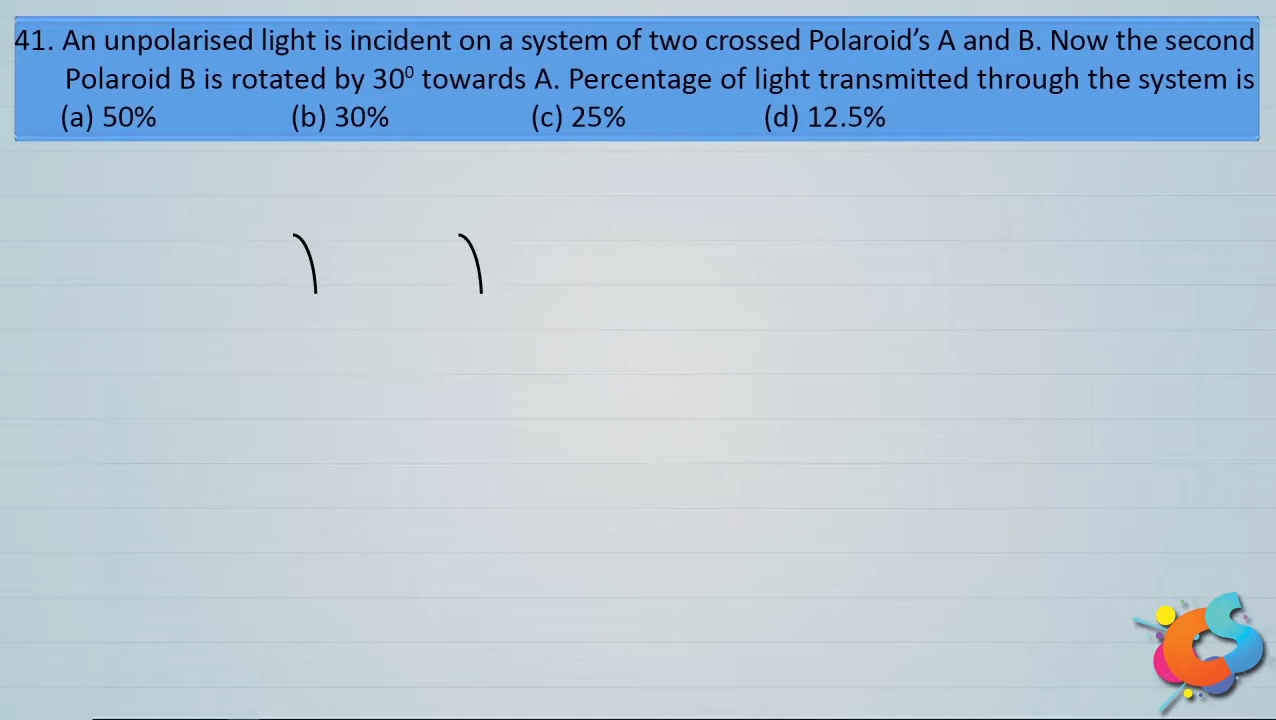 41. An unpolarised light is incident on a system of two crossed Polaroid’s A and B. Now the second
Polaroid B is rotated by 30⁰ towards A. Percentage of light transmitted through the system is
(a) 50% (b) 30% (c) 25% (d) 12.5%
CS